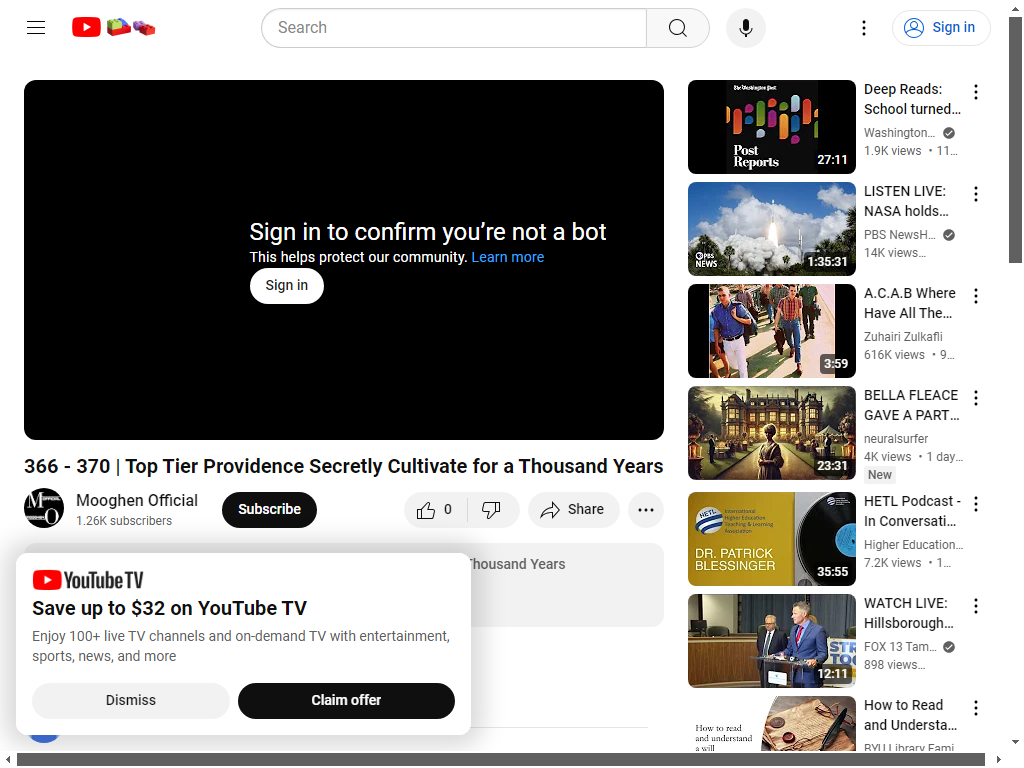 Search
Sign in
Sign in to confirm you’re not a bot
This helps protect our community. Learn more
Sign in
366 - 370 | Top Tier Providence Secretly Cultivate for a Thousand Years
Mooghen Official
1.26K subscribers
Subscribe
0
Share
Thousand Years
YouTube TV
Save up to $32 on YouTube TV
Enjoy 100+ live TV channels and on-demand TV with entertainment,
sports, news, and more
Dismiss
Claim offer
The Washington Post
Post
Reports
27:11
Deep Reads:
School turned…
Washington…
1.9K views • 11…
PBS
NEWS
1:35:31
LISTEN LIVE:
NASA holds…
PBS NewsH…
14K views…
3:59
A.C.A.B Where
Have All The…
Zuhairi Zulkafli
616K views • 9…
23:31
BELLA FLEACE
GAVE A PART…
neuralsurfer
4K views • 1 day…
New
HETL
International
Higher Education
Teaching & Learning
Association
DR. PATRICK
BLESSINGER
35:55
HETL Podcast -
In Conversati…
Higher Education…
7.2K views • 1…
12:11
WATCH LIVE:
Hillsborough…
FOX 13 Tam…
898 views…
How to read
and understand
a will
How to Read
and Understa…
BYU Library Fami…